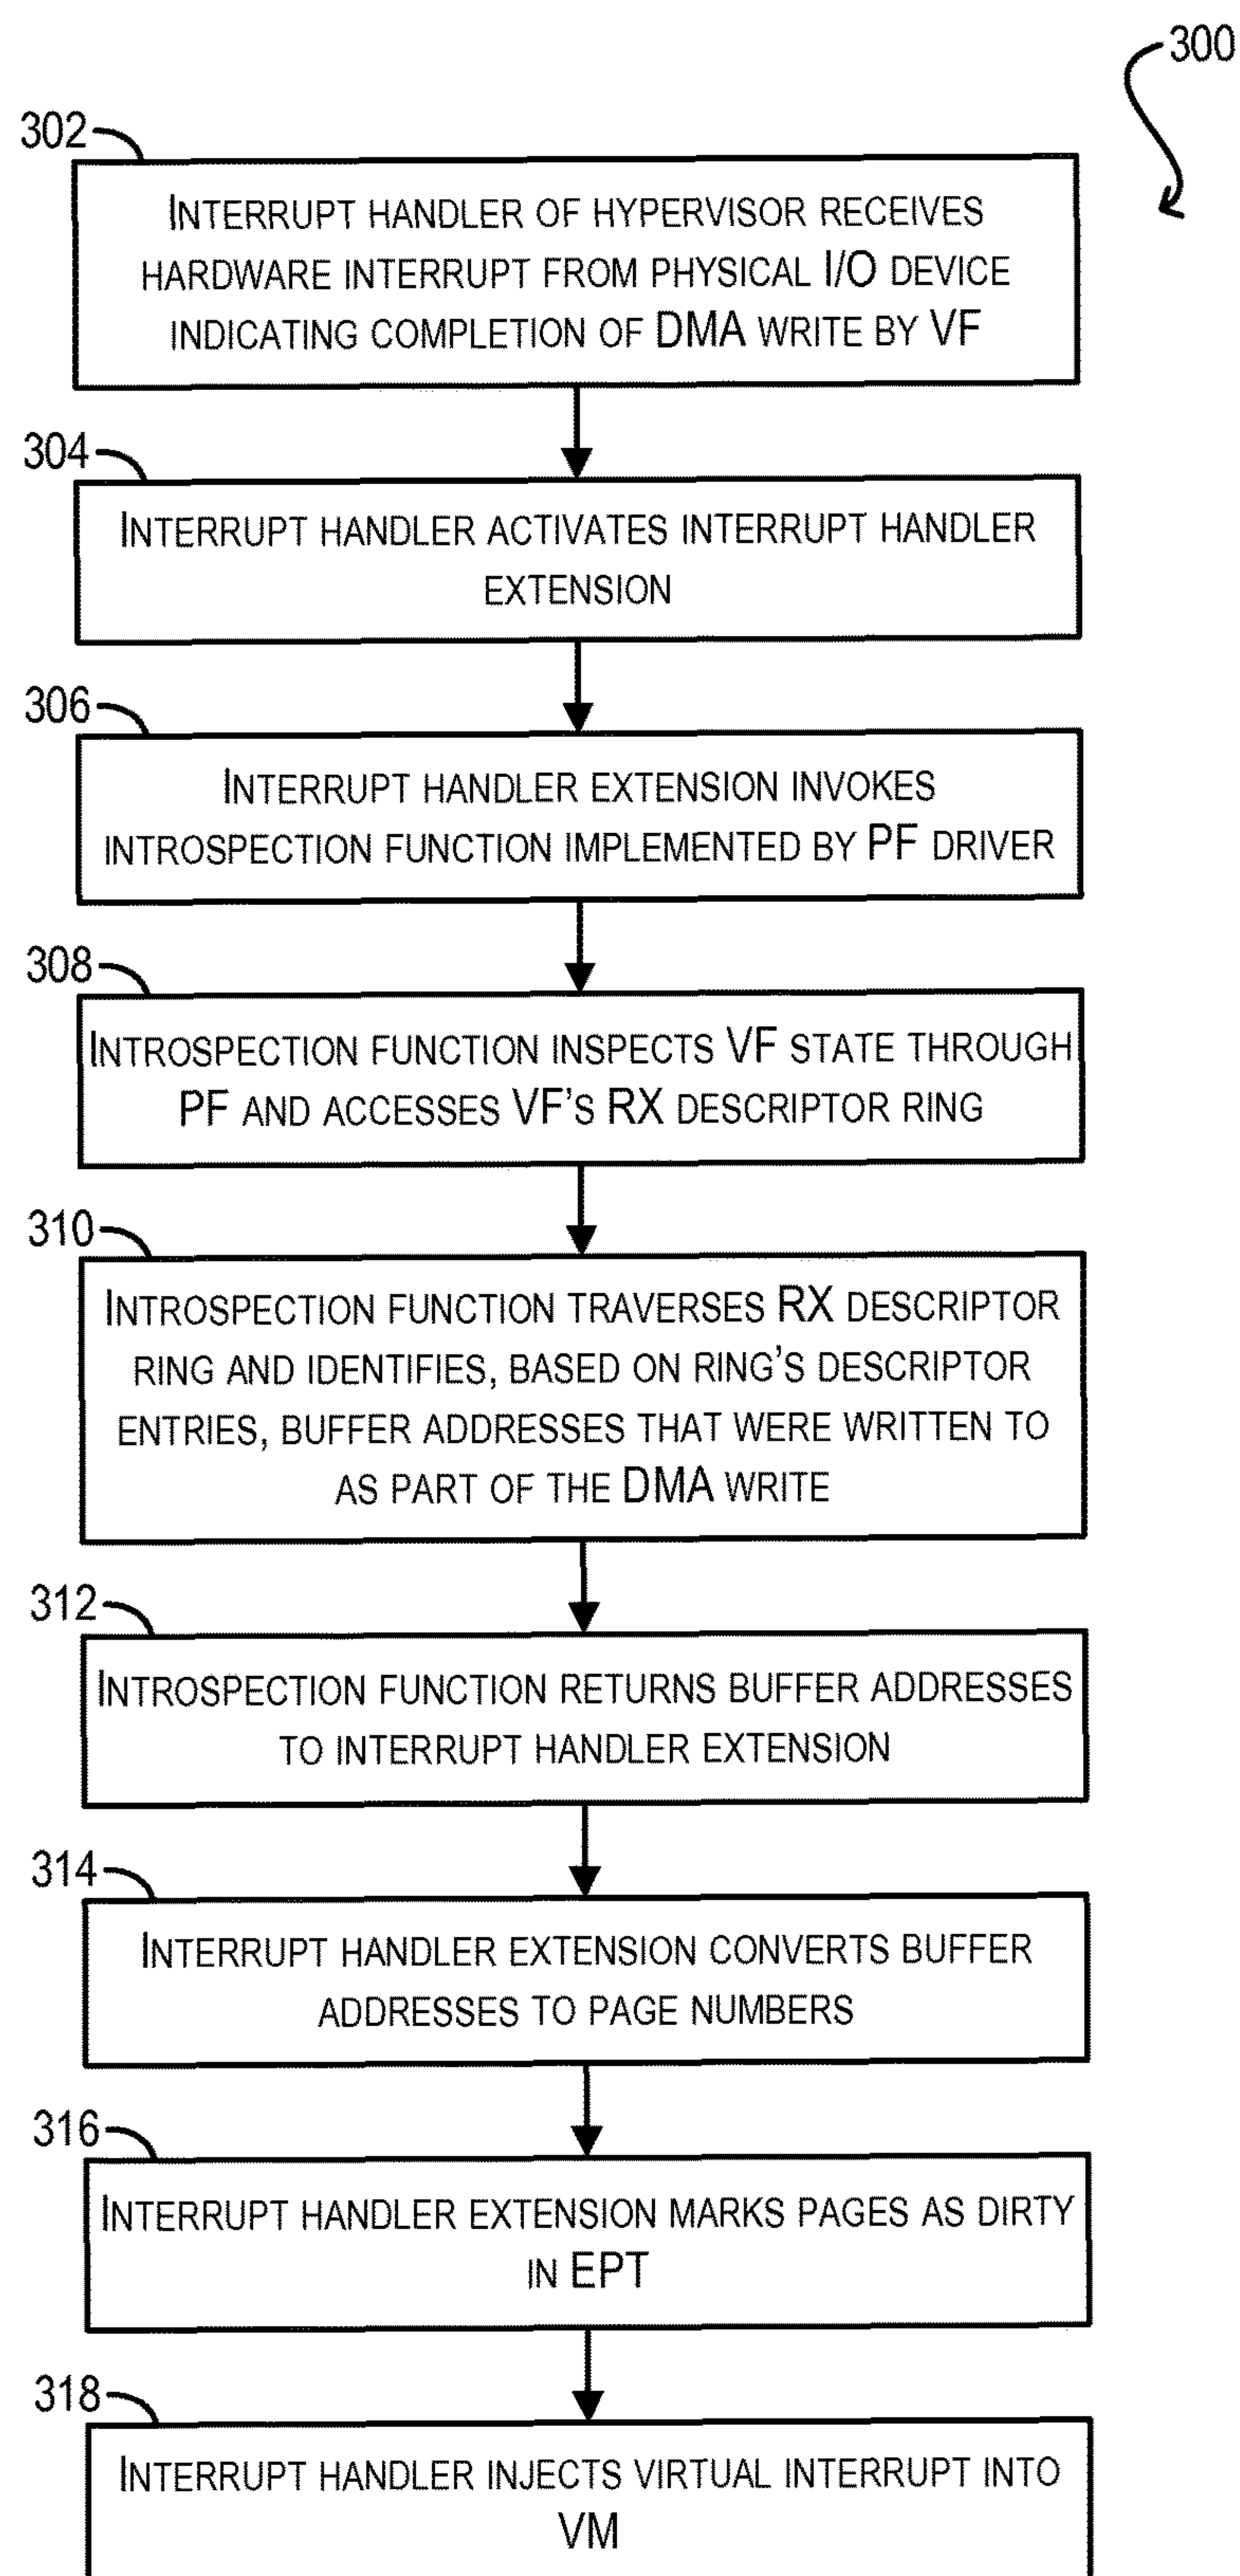 300
302
INTERRUPT HANDLER OF HYPERVISOR RECEIVES
HARDWARE INTERRUPT FROM PHYSICAL I/O DEVICE
INDICATING COMPLETION OF DMA WRITE BY VF
304
INTERRUPT HANDLER ACTIVATES INTERRUPT HANDLER
EXTENSION
306
INTERRUPT HANDLER EXTENSION INVOKES
INTROSPECTION FUNCTION IMPLEMENTED BY PF DRIVER
308
INTROSPECTION FUNCTION INSPECTS VF STATE THROUGH
PF AND ACCESSES VF'S RX DESCRIPTOR RING
310
INTROSPECTION FUNCTION TRAVERSES RX DESCRIPTOR
RING AND IDENTIFIES, BASED ON RING'S DESCRIPTOR
ENTRIES, BUFFER ADDRESSES THAT WERE WRITTEN TO
AS PART OF THE DMA WRITE
312
INTROSPECTION FUNCTION RETURNS BUFFER ADDRESSES
TO INTERRUPT HANDLER EXTENSION
314
INTERRUPT HANDLER EXTENSION CONVERTS BUFFER
ADDRESSES TO PAGE NUMBERS
316
INTERRUPT HANDLER EXTENSION MARKS PAGES AS DIRTY
IN EPT
318
INTERRUPT HANDLER INJECTS VIRTUAL INTERRUPT INTO
VM